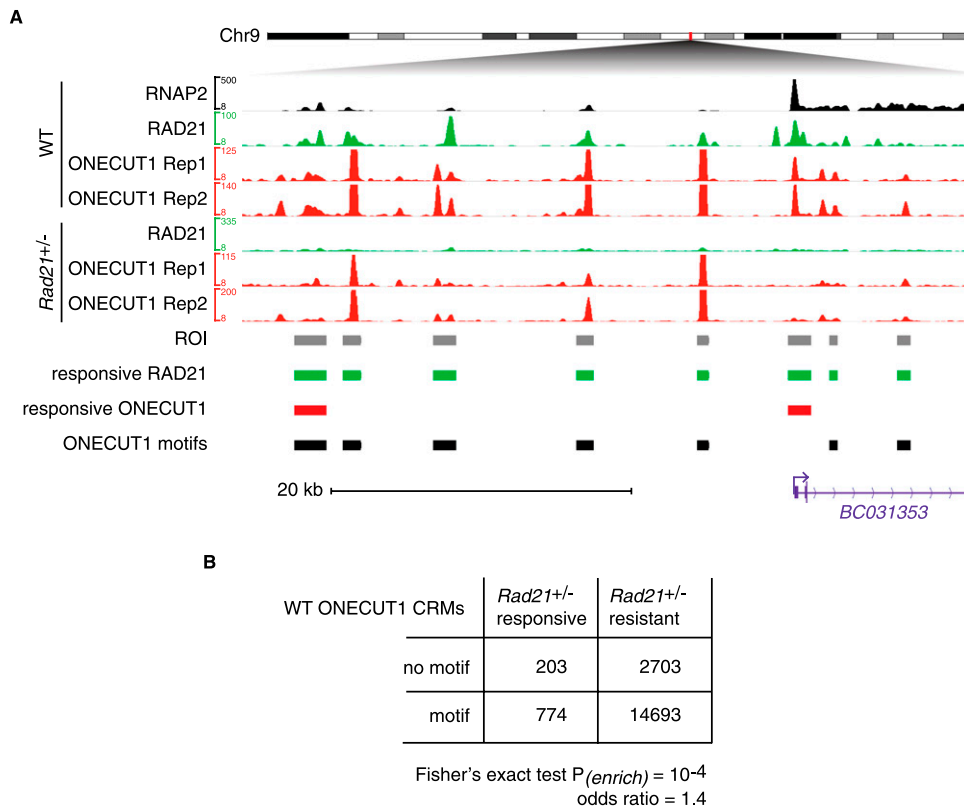 A
Chr9
WT
RNAP2
500
8
RAD21
100
8
ONECUT1 Rep1
125
8
ONECUT1 Rep2
140
8
Rad21+/-
RAD21
335
8
ONECUT1 Rep1
115
8
ONECUT1 Rep2
200
8
ROI
responsive RAD21
responsive ONECUT1
ONECUT1 motifs
20 kb
BC031353
B
WT ONECUT1 CRMs
Rad21+/- responsive
Rad21+/- resistant
no motif 203 2703
motif 774 14693
Fisher's exact test P(enrich) = 10-4
odds ratio = 1.4